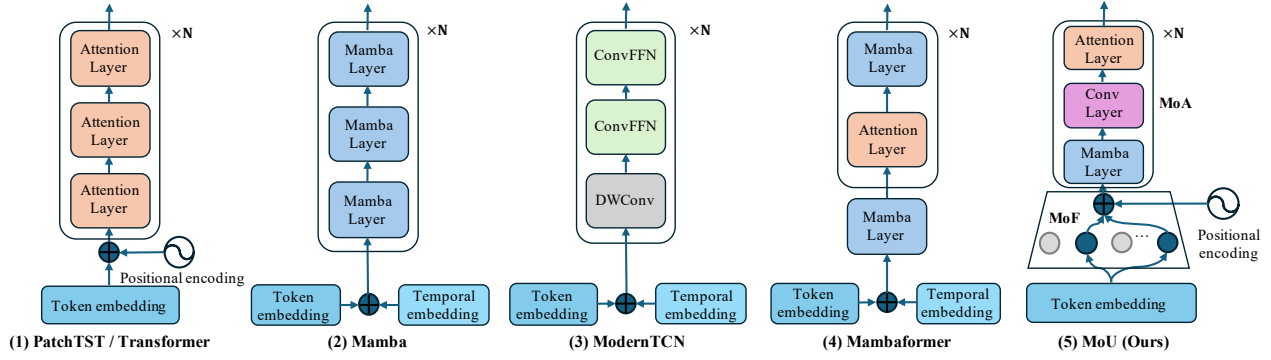 ×N
Attention
Layer
Attention
Layer
Attention
Layer
Positional encoding
Token embedding
(1) PatchTST / Transformer
×N
Mamba
Layer
Mamba
Layer
Mamba
Layer
Token
embedding
Temporal
embedding
(2) Mamba
×N
ConvFFN
ConvFFN
DWConv
Token
embedding
Temporal
embedding
(3) ModernTCN
×N
Mamba
Layer
Attention
Layer
Mamba
Layer
Token
embedding
Temporal
embedding
(4) Mambaformer
×N
Attention
Layer
Conv
Layer
MoA
Mamba
Layer
MoF
...
Positional
encoding
Token embedding
(5) MoU (Ours)